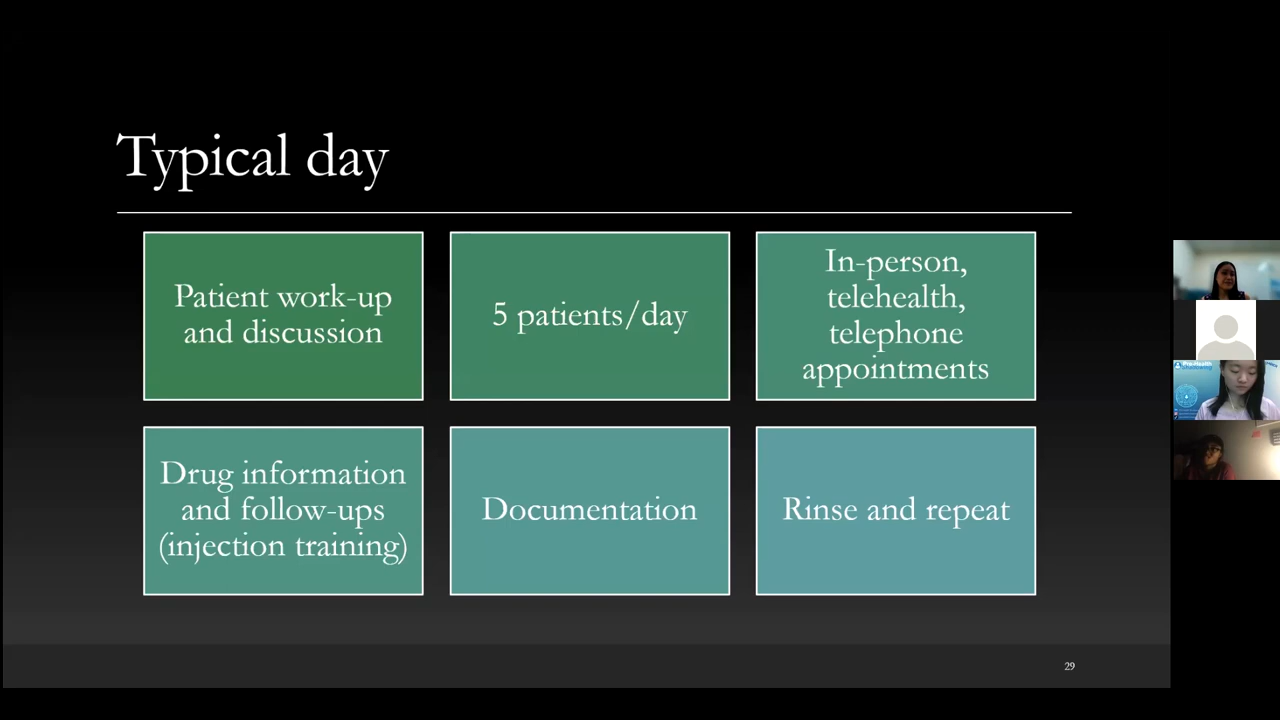 Typical day
Patient work-up
and discussion
5 patients/day
In-person,
telehealth,
telephone
appointments
Drug information
and follow-ups
(injection training)
Documentation
Rinse and repeat
29